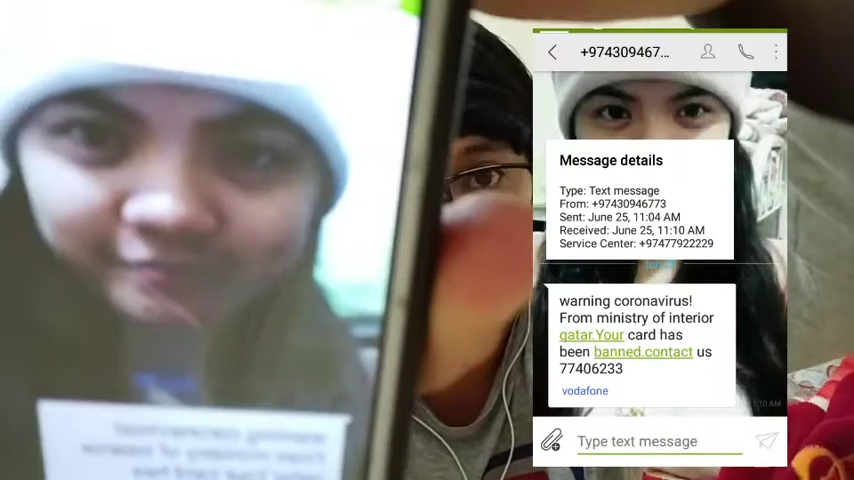 +974309467...
Message details
Type: Text message
From: +97430946773
Sent: June 25, 11:04 AM
Received: June 25, 11:10 AM
Service Center: +97477922229
warning coronavirus!
From ministry of interior
qatar.Your card has
been banned.contact us
77406233
vodafone
Type text message